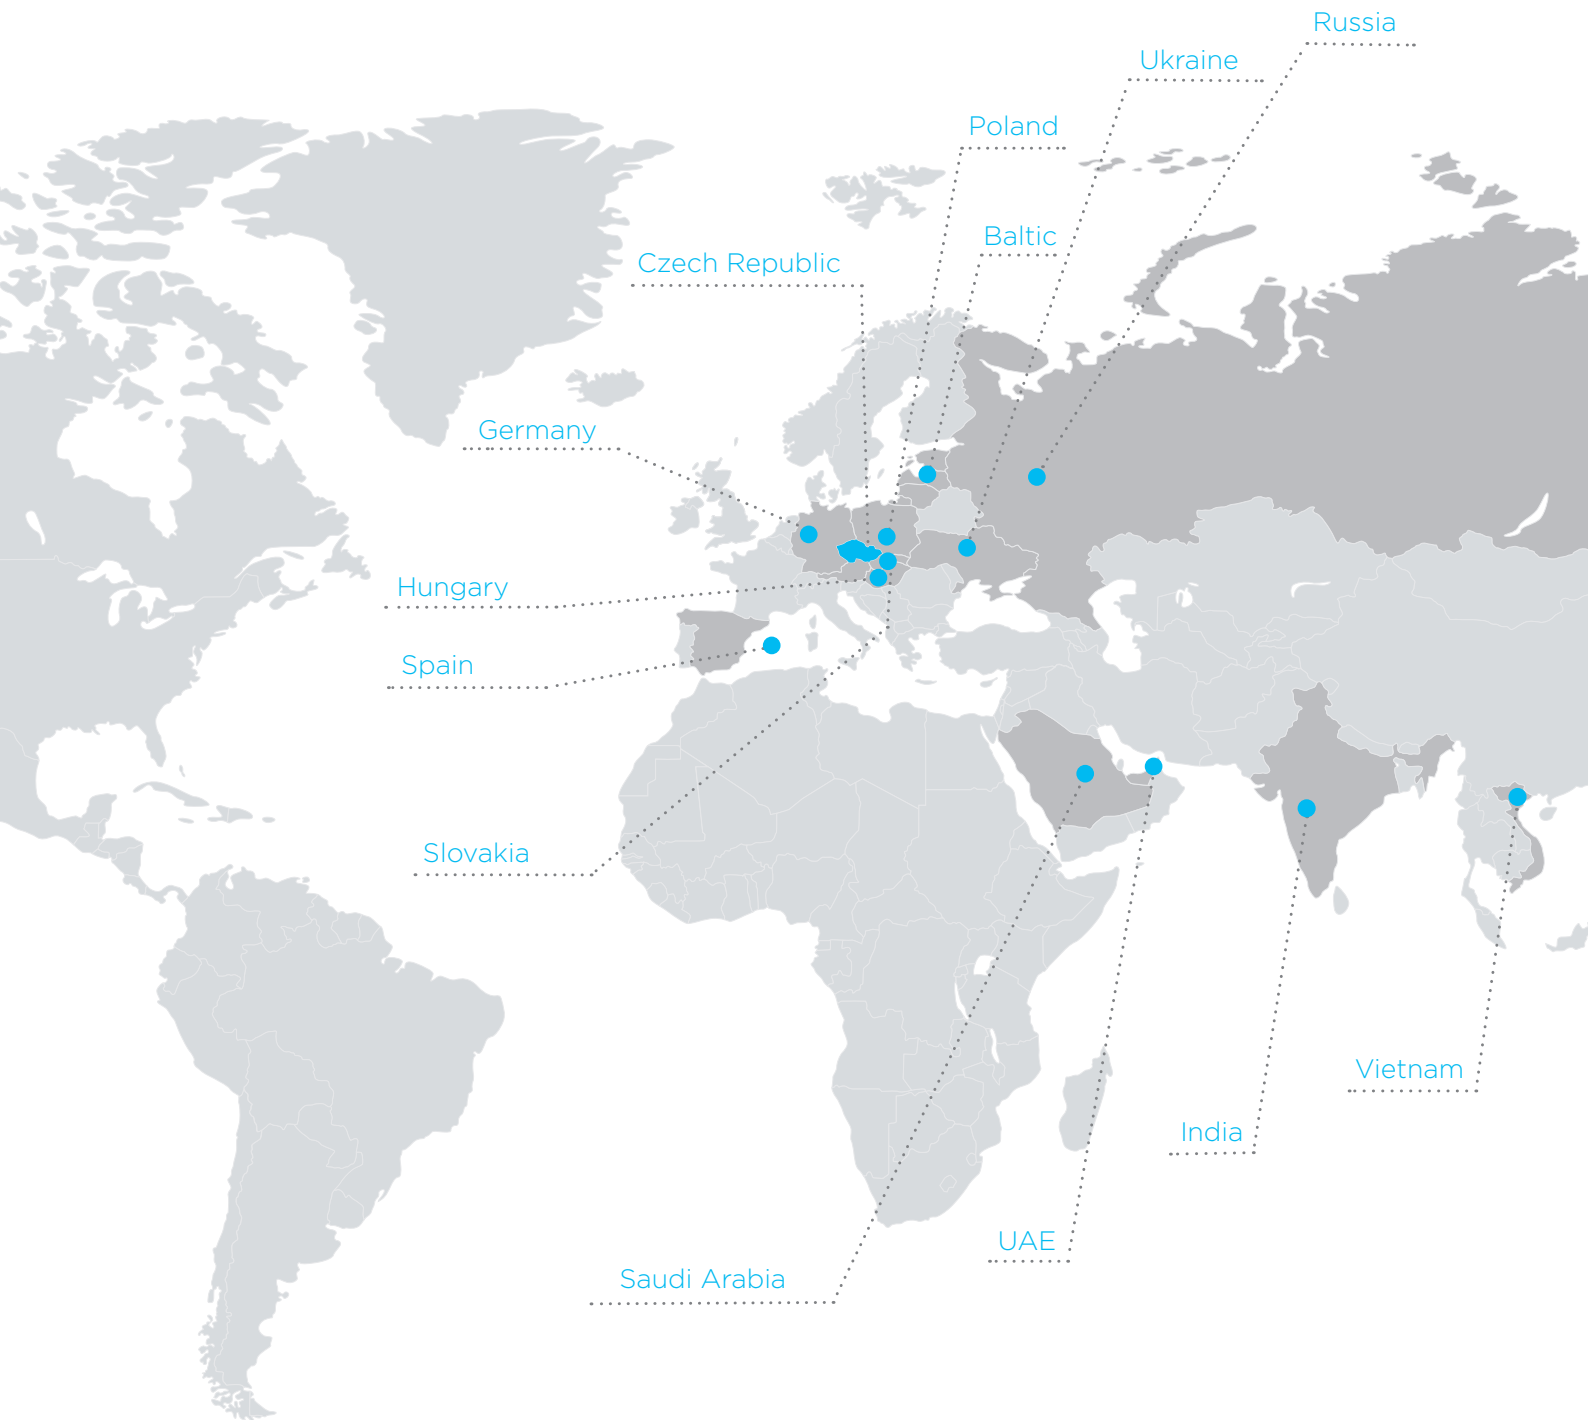 Russia
Ukraine
Poland
Baltic
Czech Republic
Germany
Hungary
Spain
Slovakia
Vietnam
India
UAE
Saudi Arabia